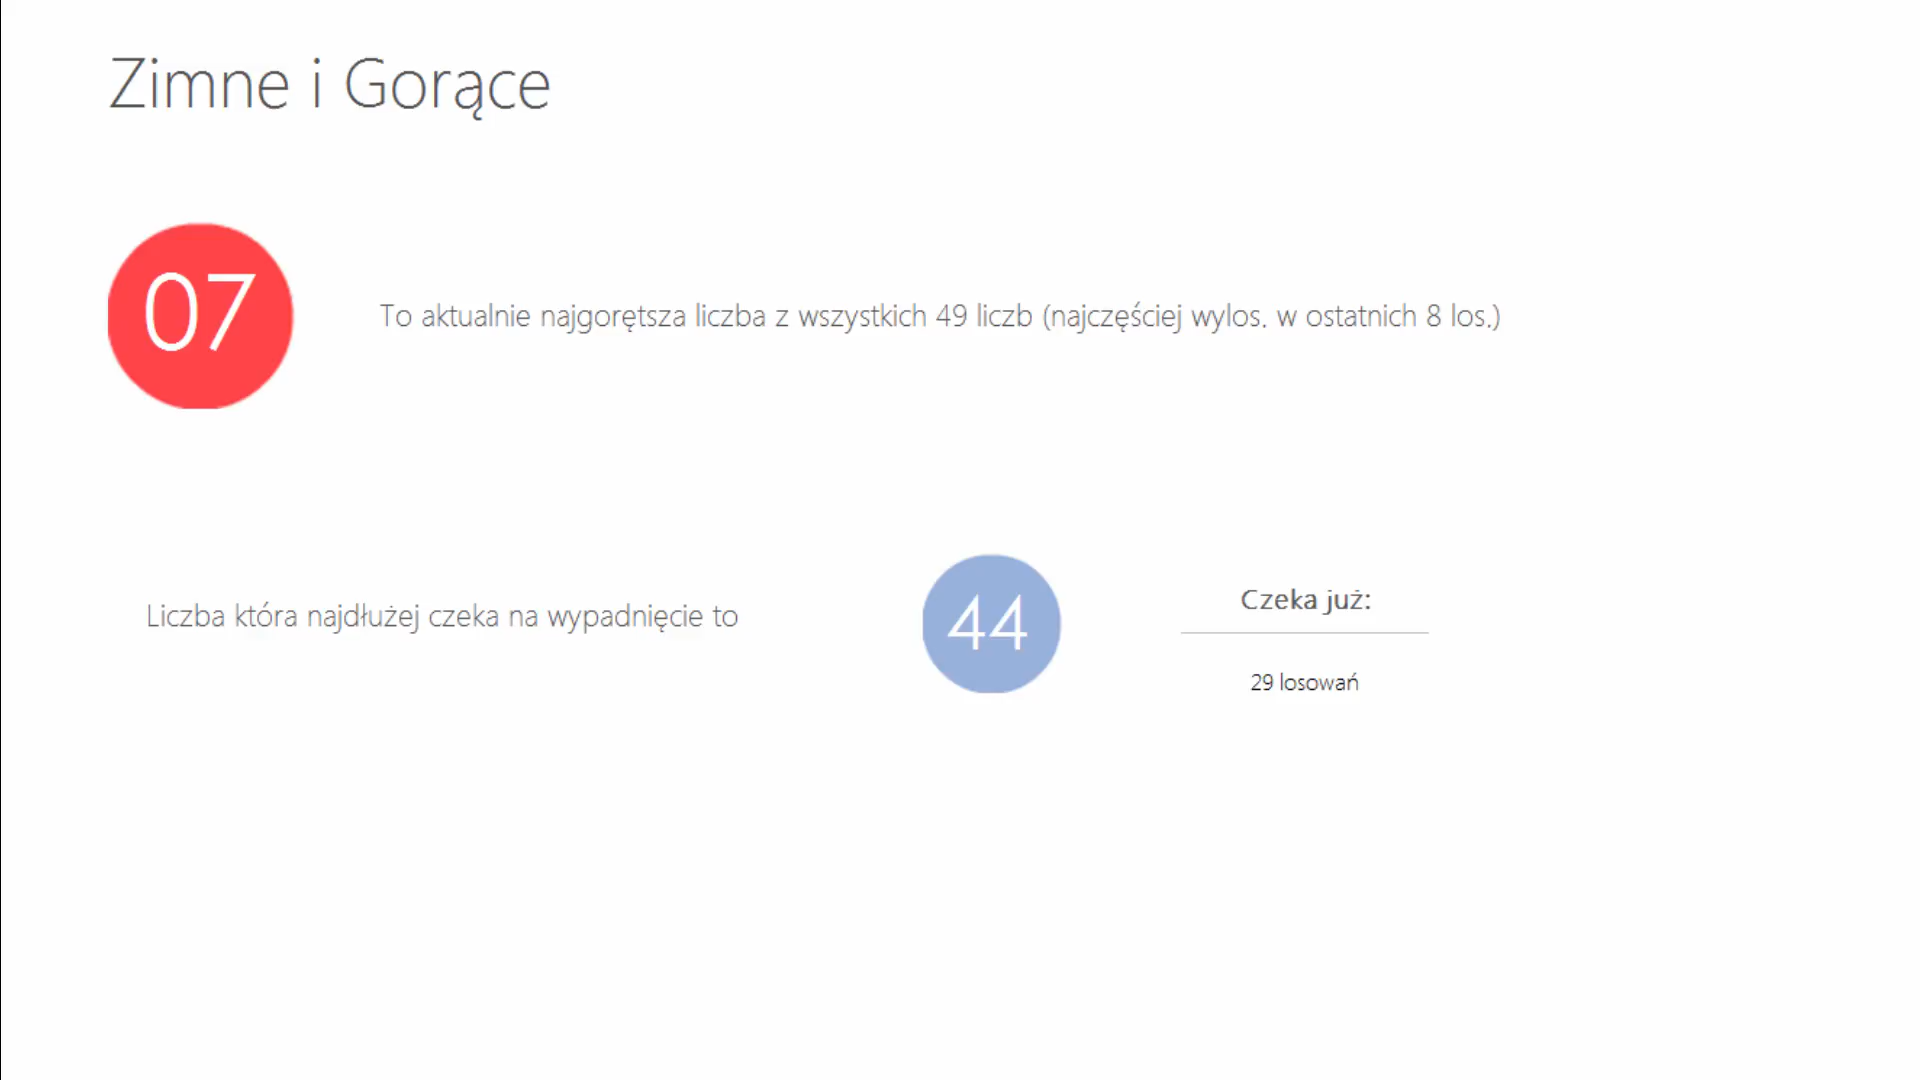 Zimne i Gorące
07
To aktualnie najgorętsza liczba z wszystkich 49 liczb (najczęściej wylos. w ostatnich 8 los.)
Liczba która najdłużej czeka na wypadnięcie to
44
Czeka już:
29 losowań